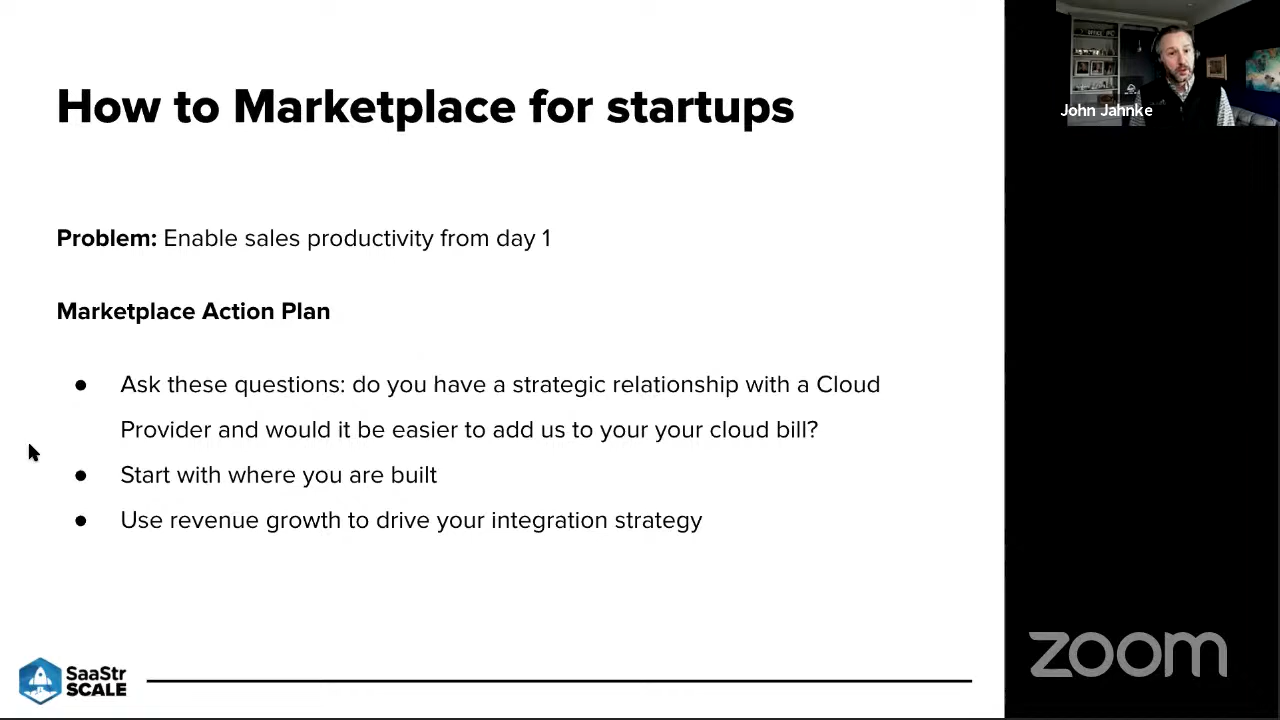 How to Marketplace for startups
Problem: Enable sales productivity from day 1
Marketplace Action Plan
● Ask these questions: do you have a strategic relationship with a Cloud
Provider and would it be easier to add us to your your cloud bill?
● Start with where you are built
● Use revenue growth to drive your integration strategy
SaaStr
SCALE
John Jahnke
zoom